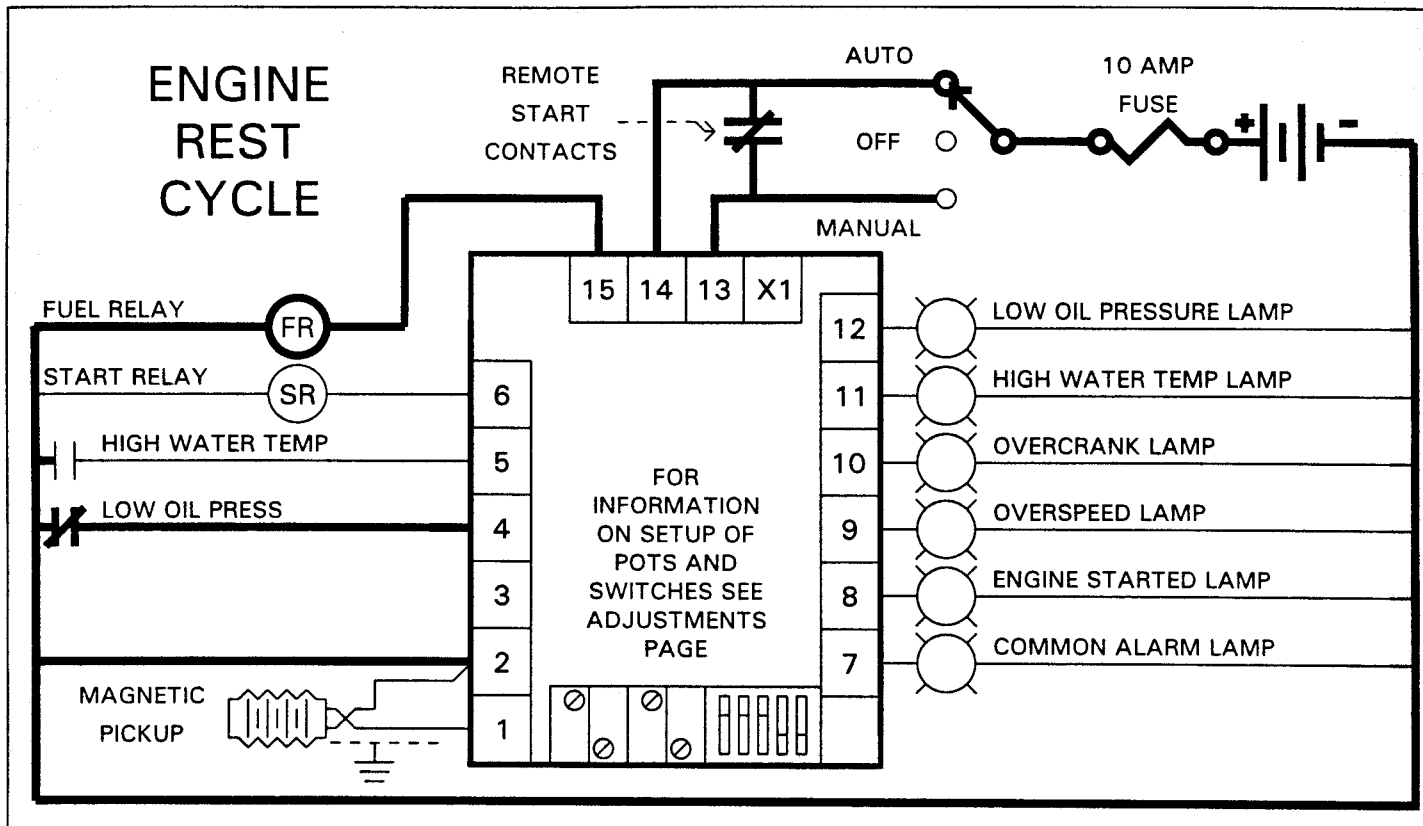 ENGINE
REST
CYCLE
REMOTE
START
CONTACTS
AUTO
OFF
MANUAL
10 AMP
FUSE
+
-
15
14
13
X1
FUEL RELAY
FR
START RELAY
SR
HIGH WATER TEMP
LOW OIL PRESS
MAGNETIC
PICKUP
6
5
4
3
2
1
FOR
INFORMATION
ON SETUP OF
POTS AND
SWITCHES SEE
ADJUSTMENTS
PAGE
12
11
10
9
8
7
LOW OIL PRESSURE LAMP
HIGH WATER TEMP LAMP
OVERCRANK LAMP
OVERSPEED LAMP
ENGINE STARTED LAMP
COMMON ALARM LAMP